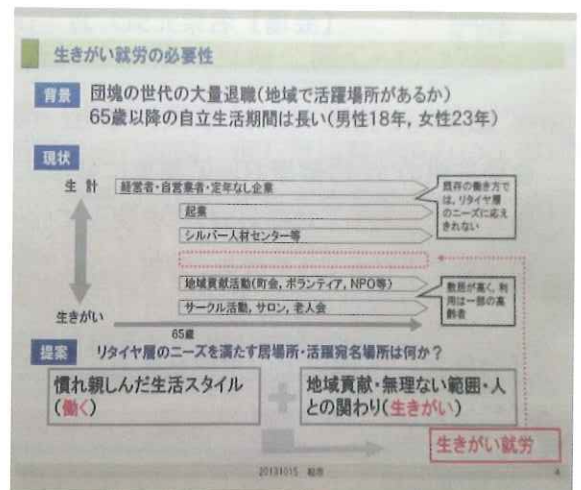 生きがい就労の必要性
背景
団塊の世代の大量退職(地域で活躍場所があるか)
65歳以降の自立生活期間は長い(男性18年, 女性23年)
現状
生 計
経営者・自営業者・定年なし企業
起業
シルバー人材センター等
既存の働き方で
は, リタイヤ層
のニーズに応え
きれない
地域貢献活動(町会, ボランティア, NPO等)
サークル活動, サロン, 老人会
敷居が高く, 利
用は一部の高
齢者
生きがい
65歳
提案
リタイヤ層のニーズを満たす居場所・活躍宛名場所は何か?
慣れ親しんだ生活スタイル
(働く)
+
地域貢献・無理ない範囲・人
との関わり(生きがい)
生きがい就労
20131015
4